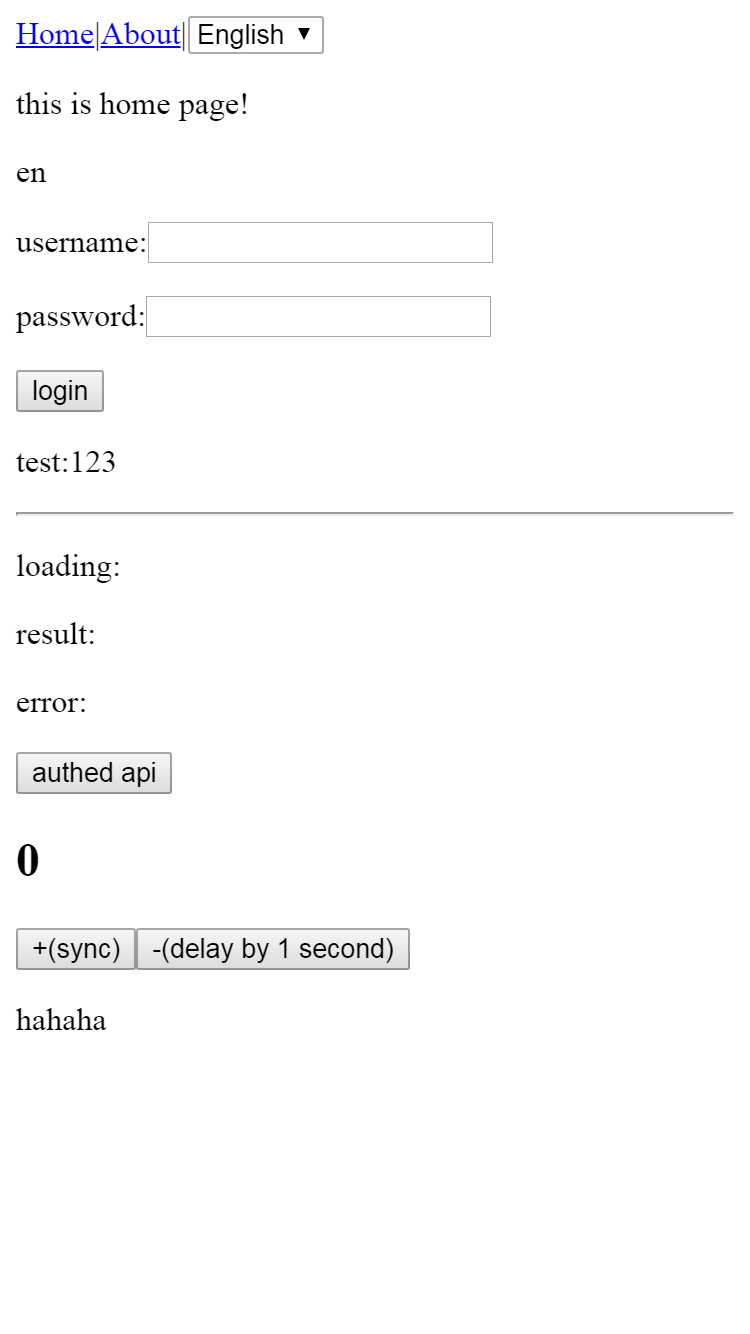 Home|About|English ▼
this is home page!
en
username:
password:
login
test:123
loading:
result:
error:
authed api
0
+(sync) -(delay by 1 second)
hahaha